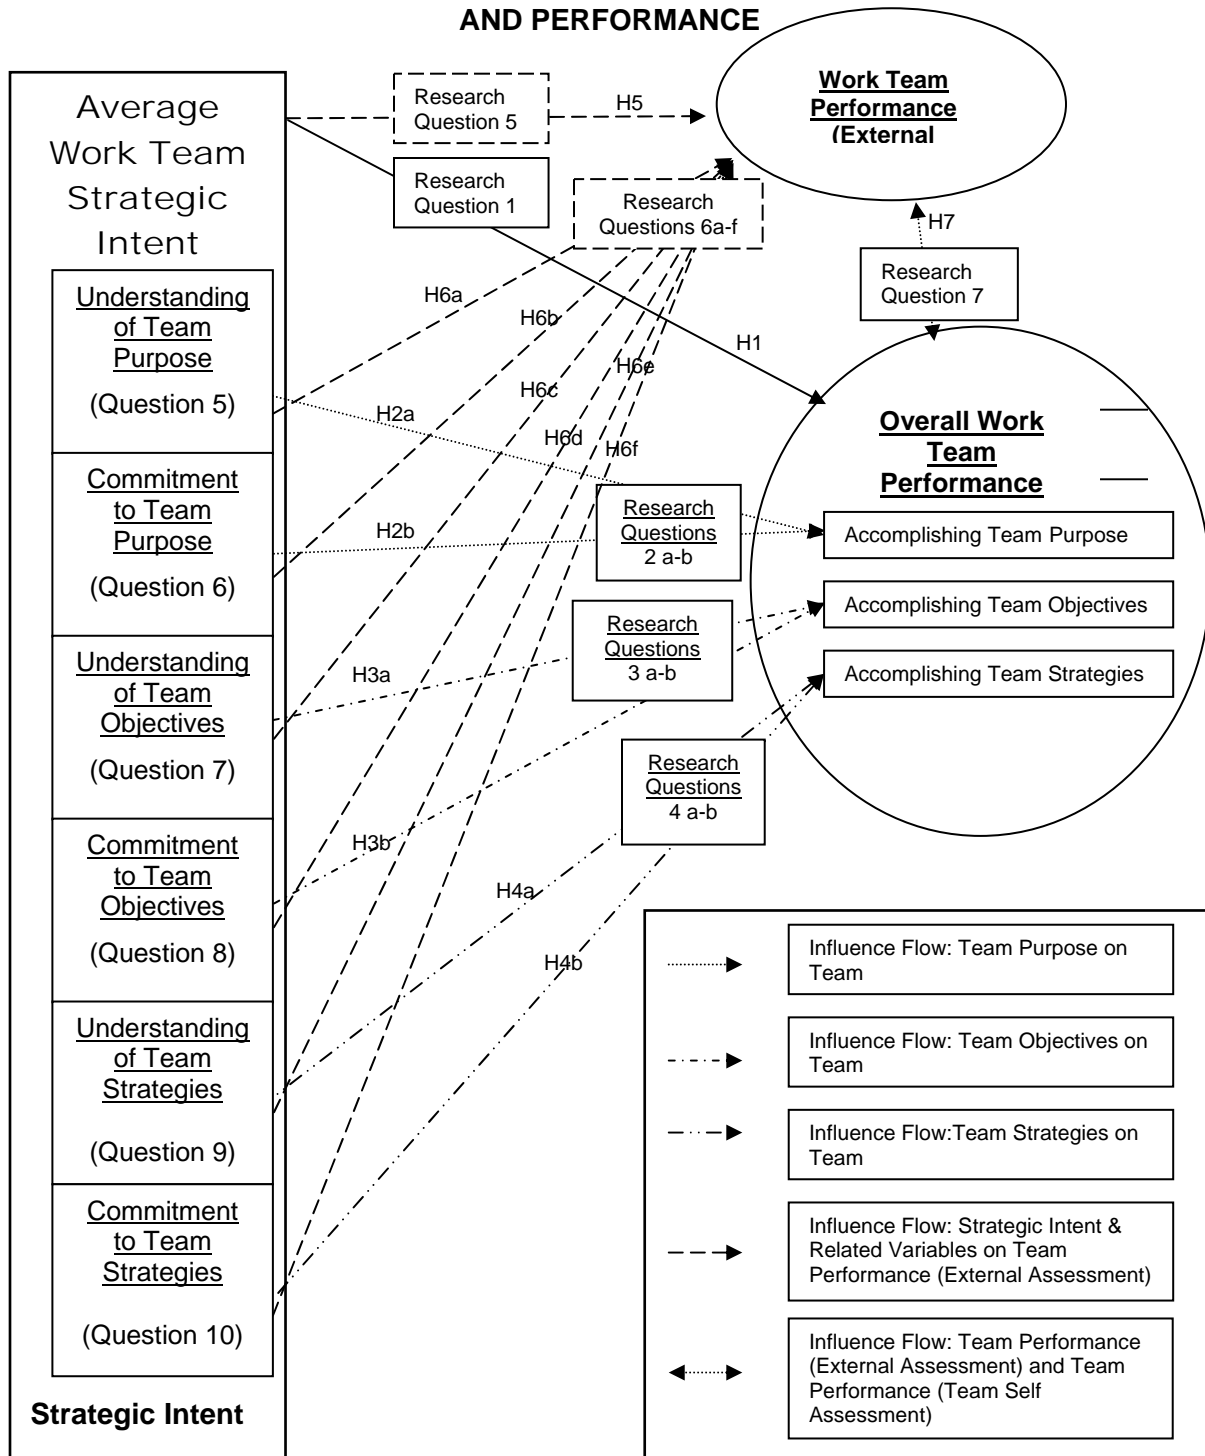 AND PERFORMANCE
Average
Work Team
Strategic
Intent
Understanding
of Team
Purpose
(Question 5)
Commitment
to Team
Purpose
(Question 6)
Understanding
of Team
Objectives
(Question 7)
Commitment
to Team
Objectives
(Question 8)
Understanding
of Team
Strategies
(Question 9)
Commitment
to Team
Strategies
(Question 10)
Strategic Intent
Research
Question 5
H5
Research
Question 1
Research
Questions 6a-f
Work Team
Performance
(External
H7
Research
Question 7
H6a
H6b
H6c
H6d
H6e
H6f
H1
H2a
H2b
Research
Questions
2 a-b
H3a
Research
Questions
3 a-b
H3b
Research
Questions
4 a-b
H4a
H4b
Overall Work
Team
Performance
Accomplishing Team Purpose
Accomplishing Team Objectives
Accomplishing Team Strategies
Influence Flow: Team Purpose on
Team
Influence Flow: Team Objectives on
Team
Influence Flow:Team Strategies on
Team
Influence Flow: Strategic Intent &
Related Variables on Team
Performance (External Assessment)
Influence Flow: Team Performance
(External Assessment) and Team
Performance (Team Self
Assessment)